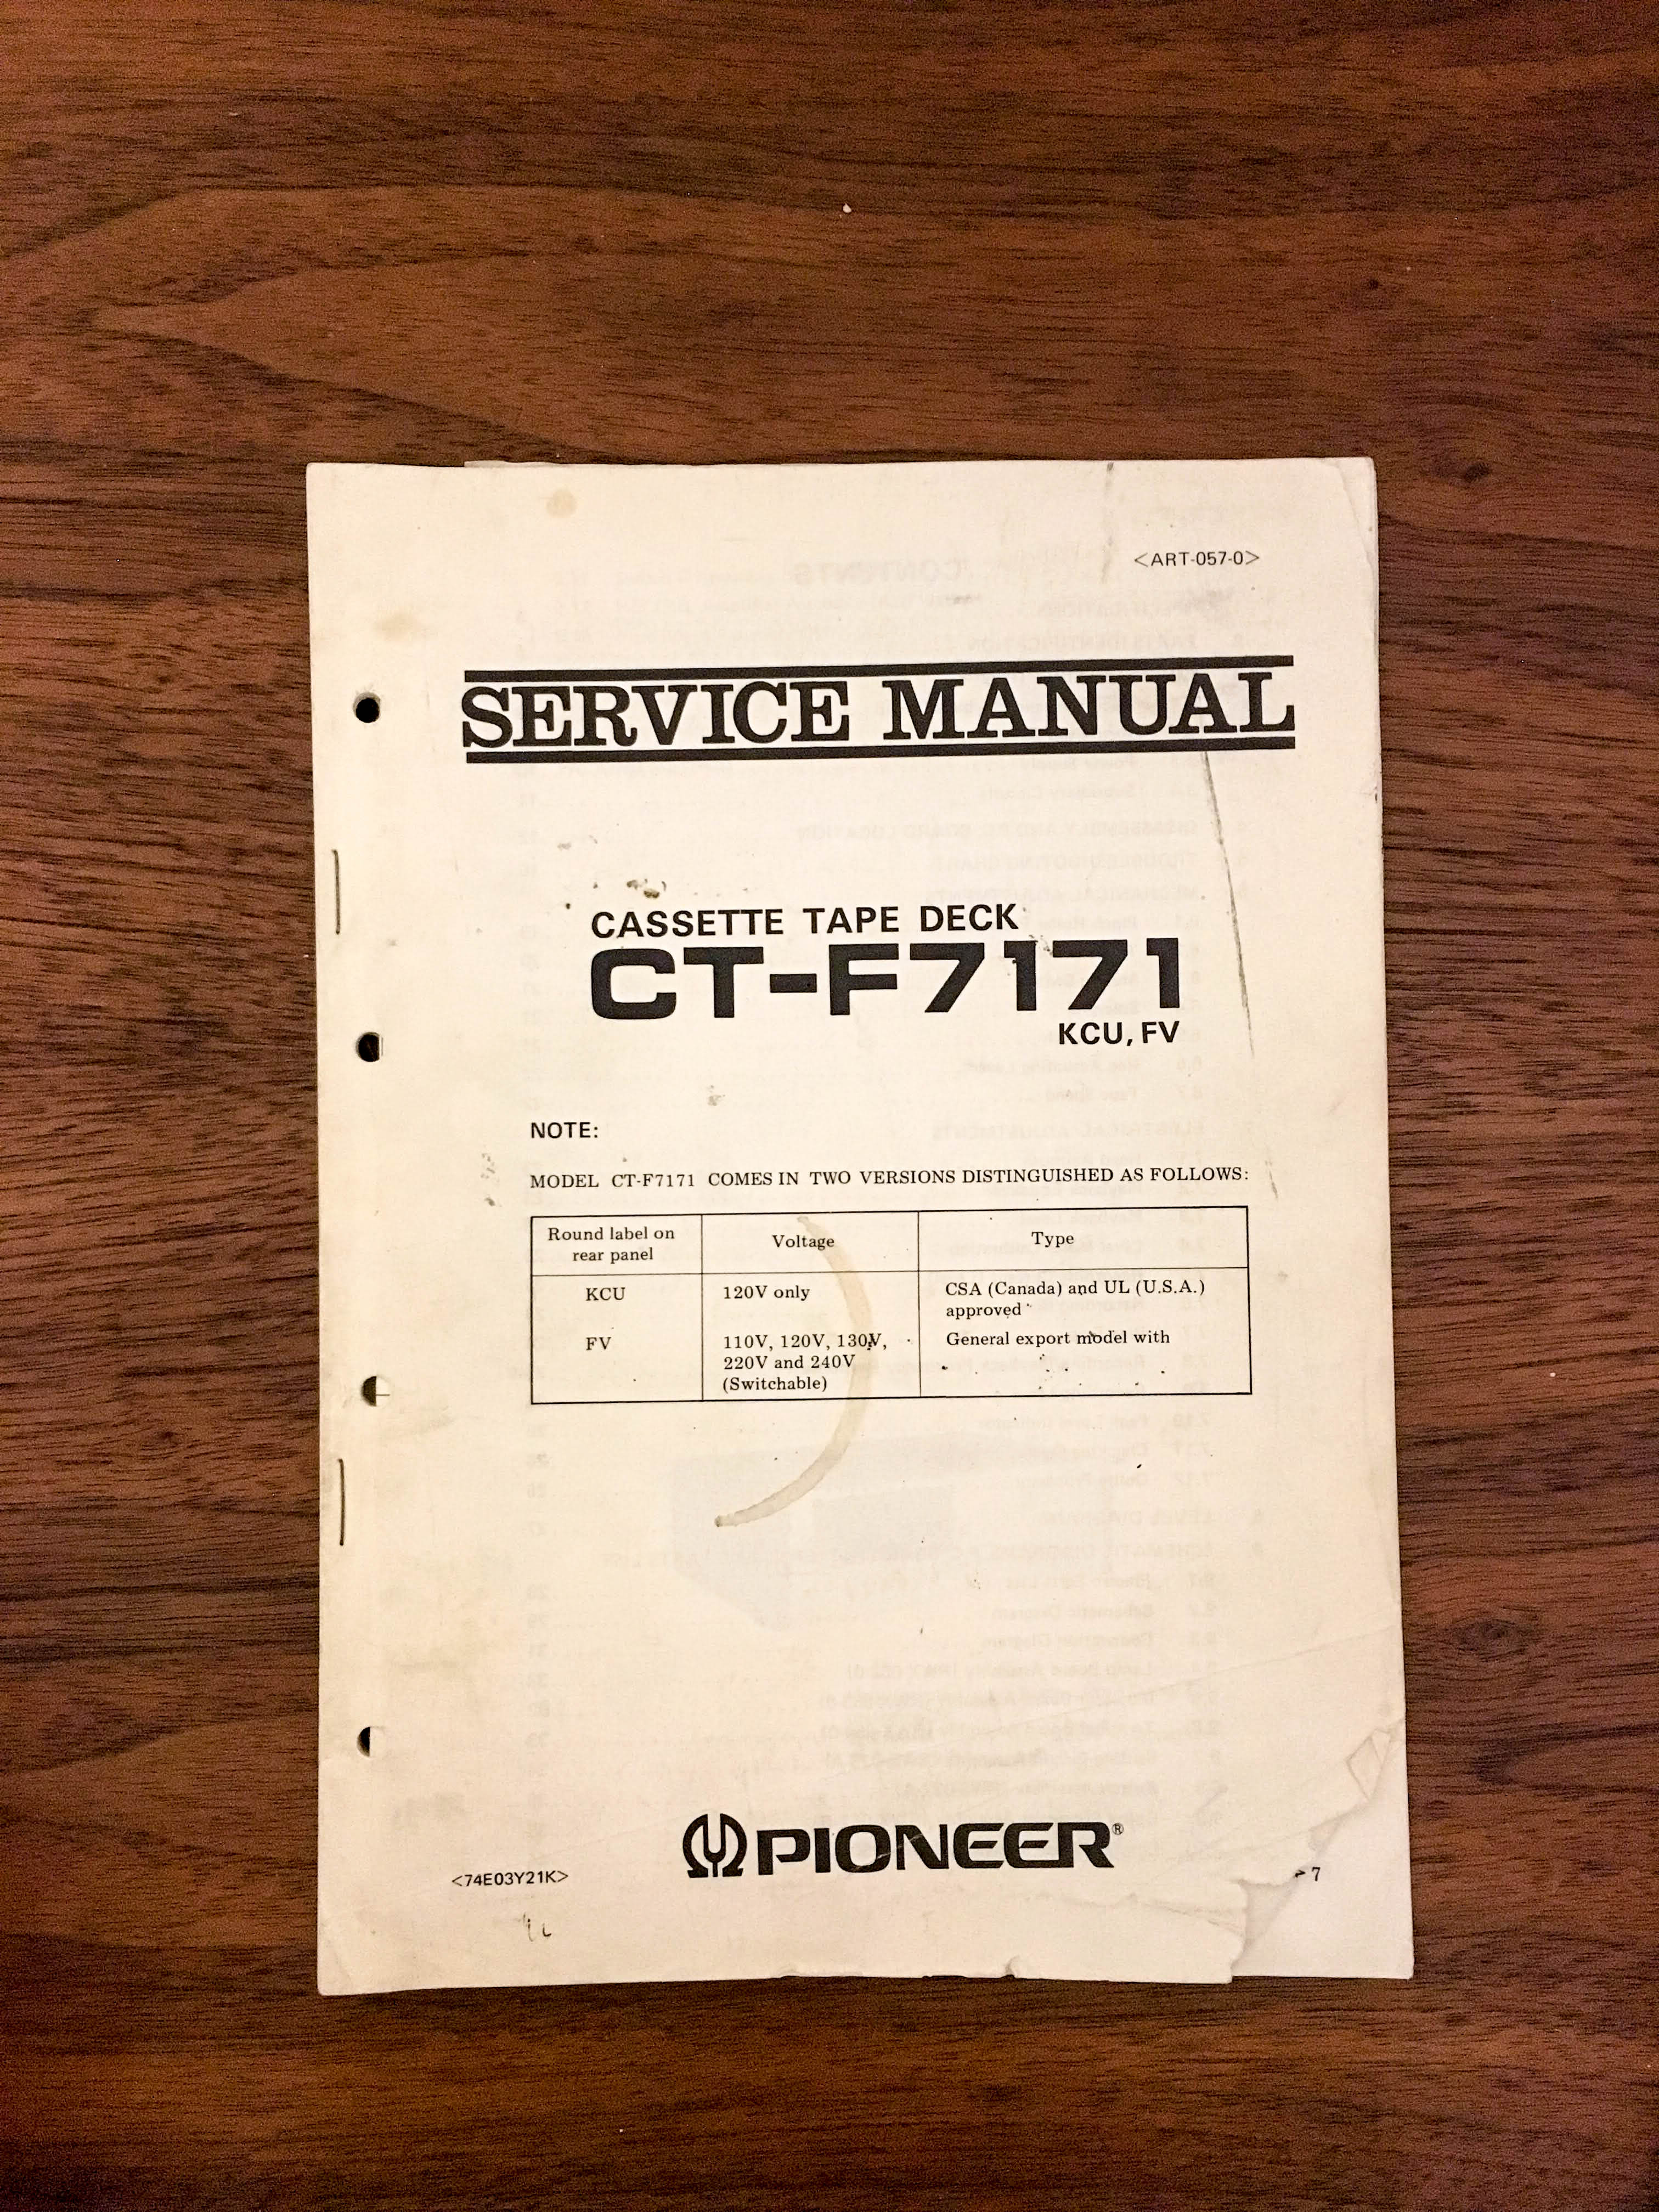 <ART-057-0>
SERVICE MANUAL
CASSETTE TAPE DECK
CT-F7171
KCU, FV
NOTE:
MODEL CT-F7171 COMES IN TWO VERSIONS DISTINGUISHED AS FOLLOWS:
Round label on
rear panel
Voltage
Type
KCU
120V only
CSA (Canada) and UL (U.S.A.)
approved
FV
110V, 120V, 130V,
220V and 240V
(Switchable)
General export model with
PIONEER®
<74E03Y21K>
7